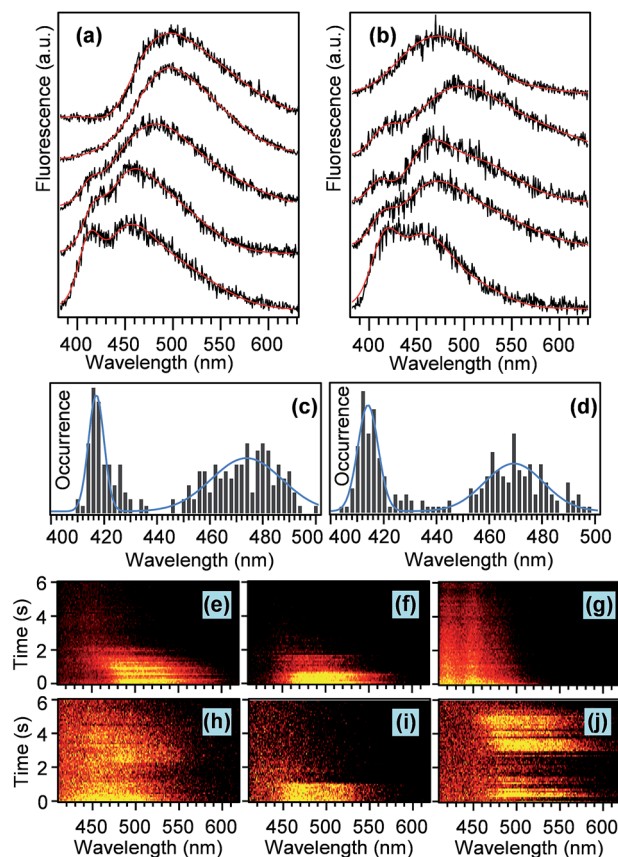 (a)
Fluorescence (a.u.)
400 450 500 550 600
Wavelength (nm)
(b)
Fluorescence (a.u.)
400 450 500 550 600
Wavelength (nm)
(c)
Occurrence
400 420 440 460 480 500
Wavelength (nm)
(d)
Occurrence
400 420 440 460 480 500
Wavelength (nm)
6
4
2
0
Time (s)
(e)
(f)
(g)
6
4
2
0
Time (s)
(h)
(i)
(j)
450 500 550 600
450 500 550 600
450 500 550 600
Wavelength (nm)
Wavelength (nm)
Wavelength (nm)